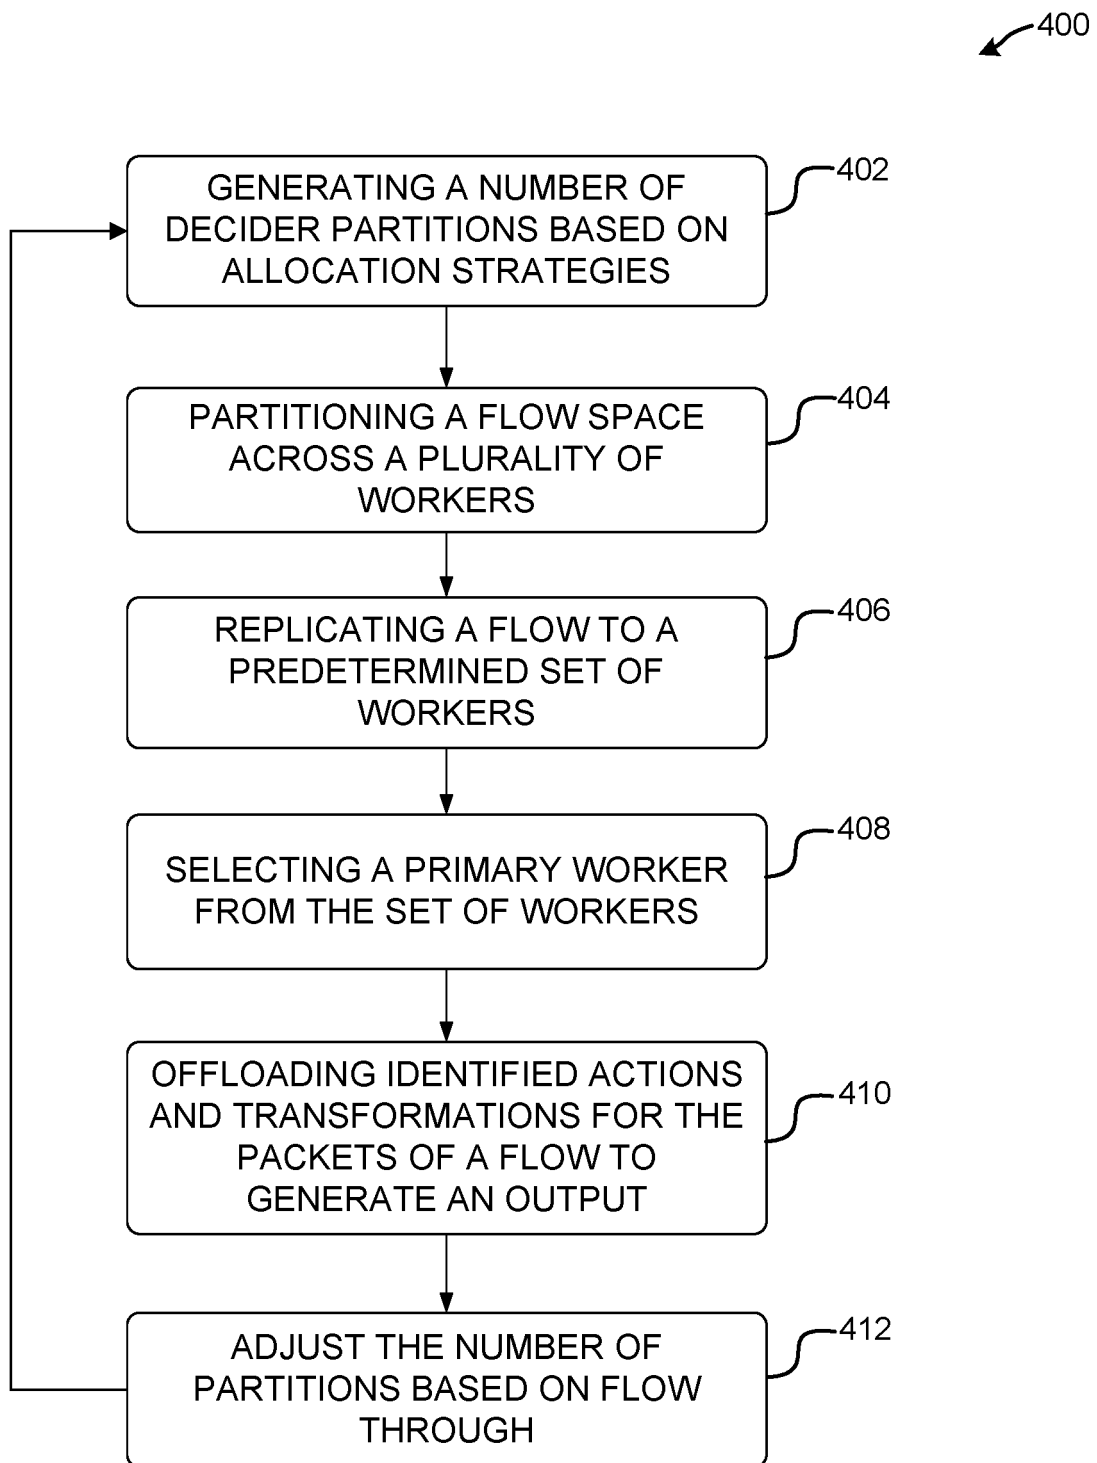 400
GENERATING A NUMBER OF
DECIDER PARTITIONS BASED ON
ALLOCATION STRATEGIES
402
PARTITIONING A FLOW SPACE
ACROSS A PLURALITY OF
WORKERS
404
REPLICATING A FLOW TO A
PREDETERMINED SET OF
WORKERS
406
SELECTING A PRIMARY WORKER
FROM THE SET OF WORKERS
408
OFFLOADING IDENTIFIED ACTIONS
AND TRANSFORMATIONS FOR THE
PACKETS OF A FLOW TO
GENERATE AN OUTPUT
410
ADJUST THE NUMBER OF
PARTITIONS BASED ON FLOW
THROUGH
412